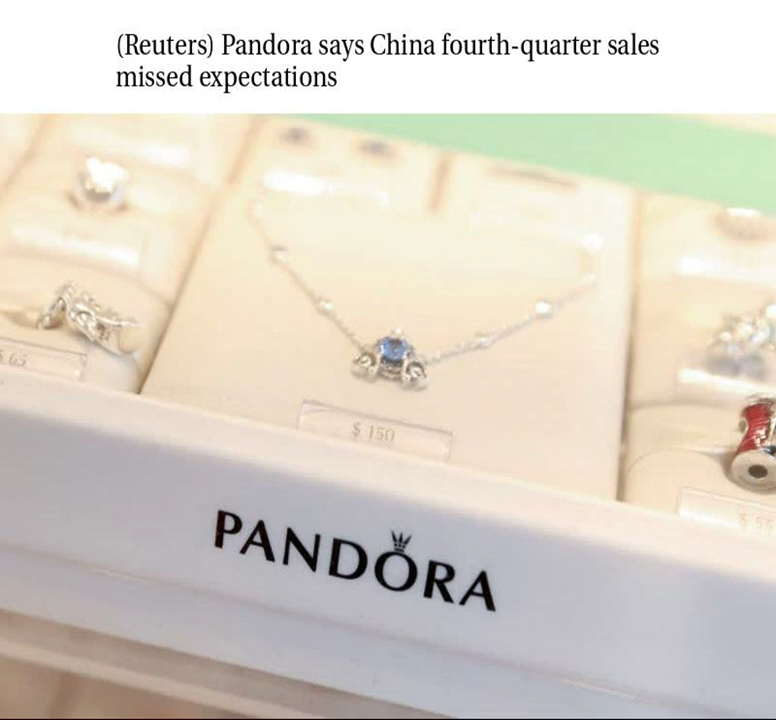 (Reuters) Pandora says China fourth-quarter sales
missed expectations
$ 150
PANDORA